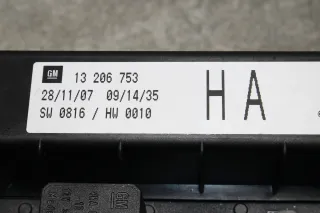 GM 13 206 753
28/11/07 09/14/35
SW 0816 / HW 0010
HA